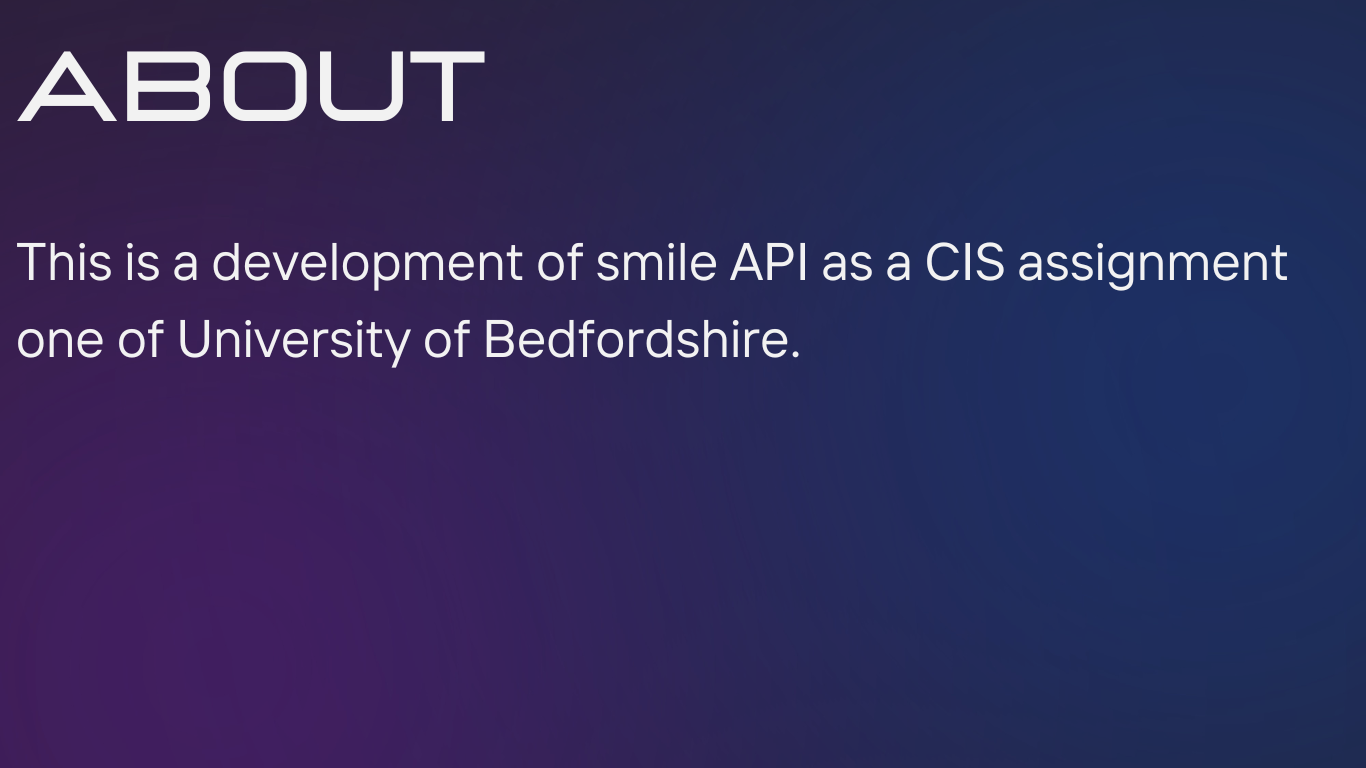 ABOUT
This is a development of smile API as a CIS assignment
one of University of Bedfordshire.